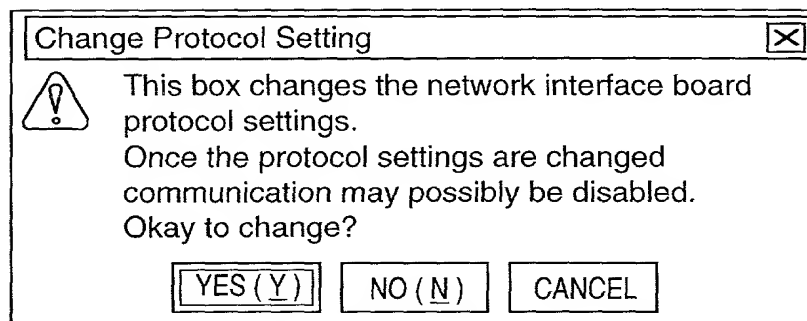 Change Protocol Setting
This box changes the network interface board
protocol settings.
Once the protocol settings are changed
communication may possibly be disabled.
Okay to change?
YES ( Y ) NO ( N ) CANCEL